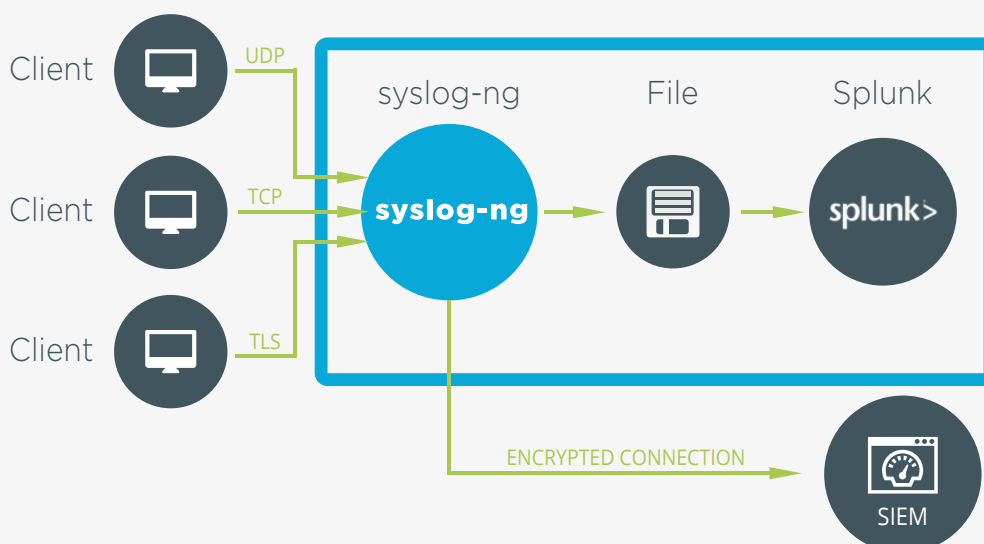 Client
UDP
syslog-ng
File
Splunk
Client
TCP
syslog-ng
splunk>
Client
TLS
ENCRYPTED CONNECTION
SIEM